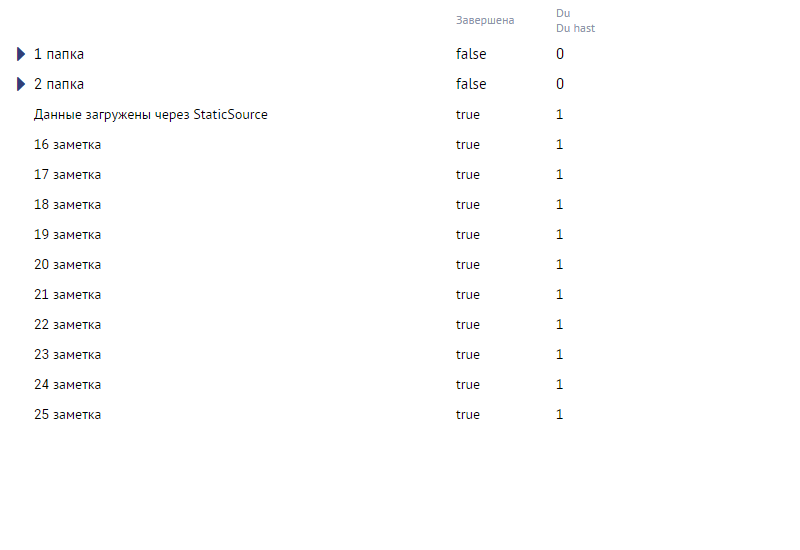 Завершена
Du
Du hast
1 папка false 0
2 папка false 0
Данные загружены через StaticSource true 1
16 заметка true 1
17 заметка true 1
18 заметка true 1
19 заметка true 1
20 заметка true 1
21 заметка true 1
22 заметка true 1
23 заметка true 1
24 заметка true 1
25 заметка true 1